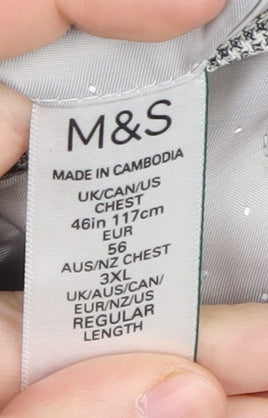 M&S
MADE IN CAMBODIA
UK/CAN/US
CHEST
46in 117cm
EUR
56
AUS/NZ CHEST
3XL
UK/AUS/CAN/
EUR/NZ/US
REGULAR
LENGTH